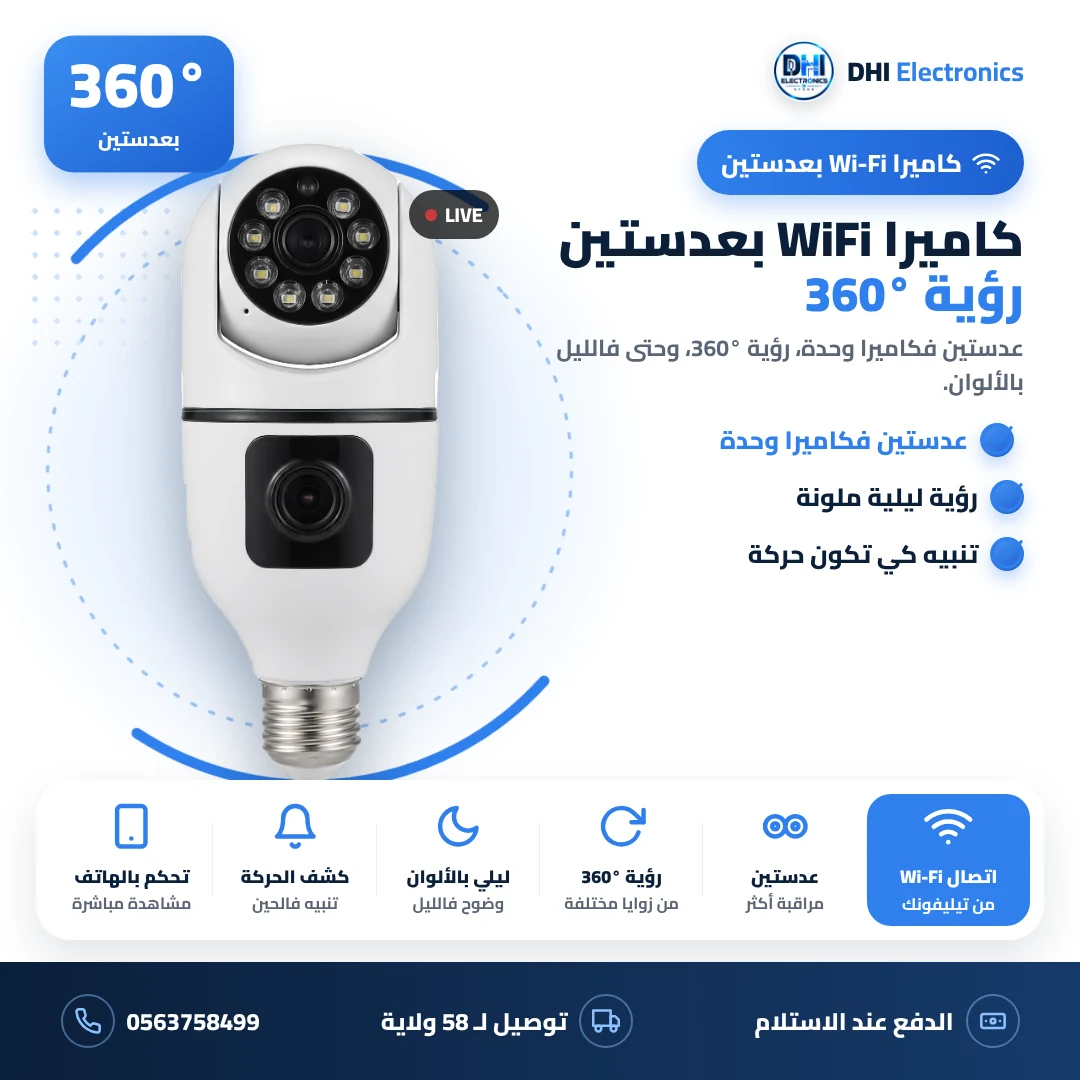 DHI ELECTRONICS
DHI Electronics
360°
بعدستين
كاميرا Wi-Fi بعدستين
LIVE
كاميرا WiFi بعدستين
رؤية 360°
عدستين فكاميرا وحدة، رؤية 360°، وحتى فالليل
بالألوان.
عدستين فكاميرا وحدة
رؤية ليلية ملونة
تنبيه كي تكون حركة
اتصال Wi-Fi
من تيليفونك
عدستين
مراقبة أكثر
رؤية 360°
من زوايا مختلفة
ليلي بالألوان
وضوح فالليل
كشف الحركة
تنبيه فالحين
تحكم بالهاتف
مشاهدة مباشرة
الدفع عند الاستلام
توصيل لـ 58 ولاية
0563758499